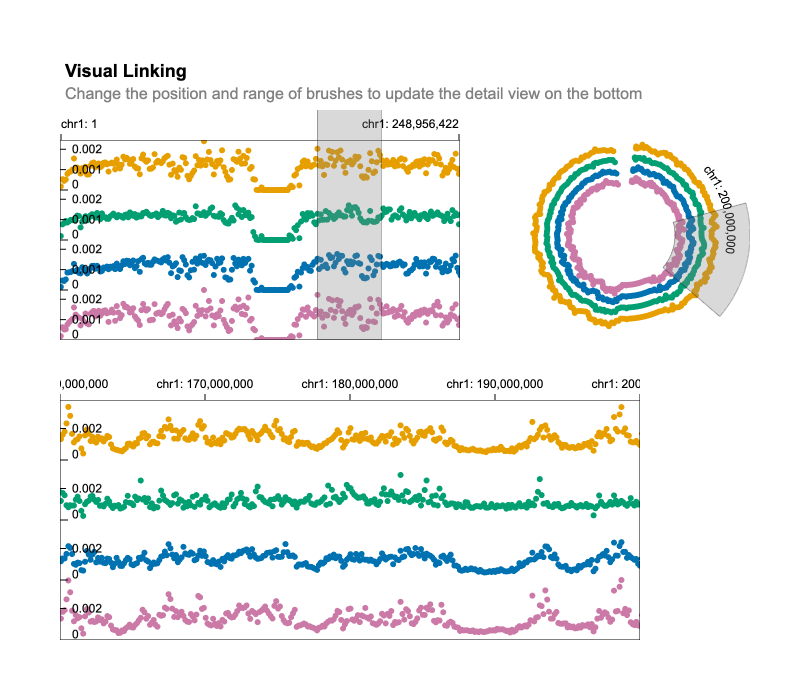 Visual Linking
Change the position and range of brushes to update the detail view on the bottom
chr1: 1
chr1: 248,956,422
0.002
0.001
0
0.002
0.001
0
0.002
0.001
0
0.002
0.001
0
chr1: 200,000,000
0,000,000
chr1: 170,000,000
chr1: 180,000,000
chr1: 190,000,000
chr1: 200
0.002
0
0.002
0
0.002
0
0.002
0